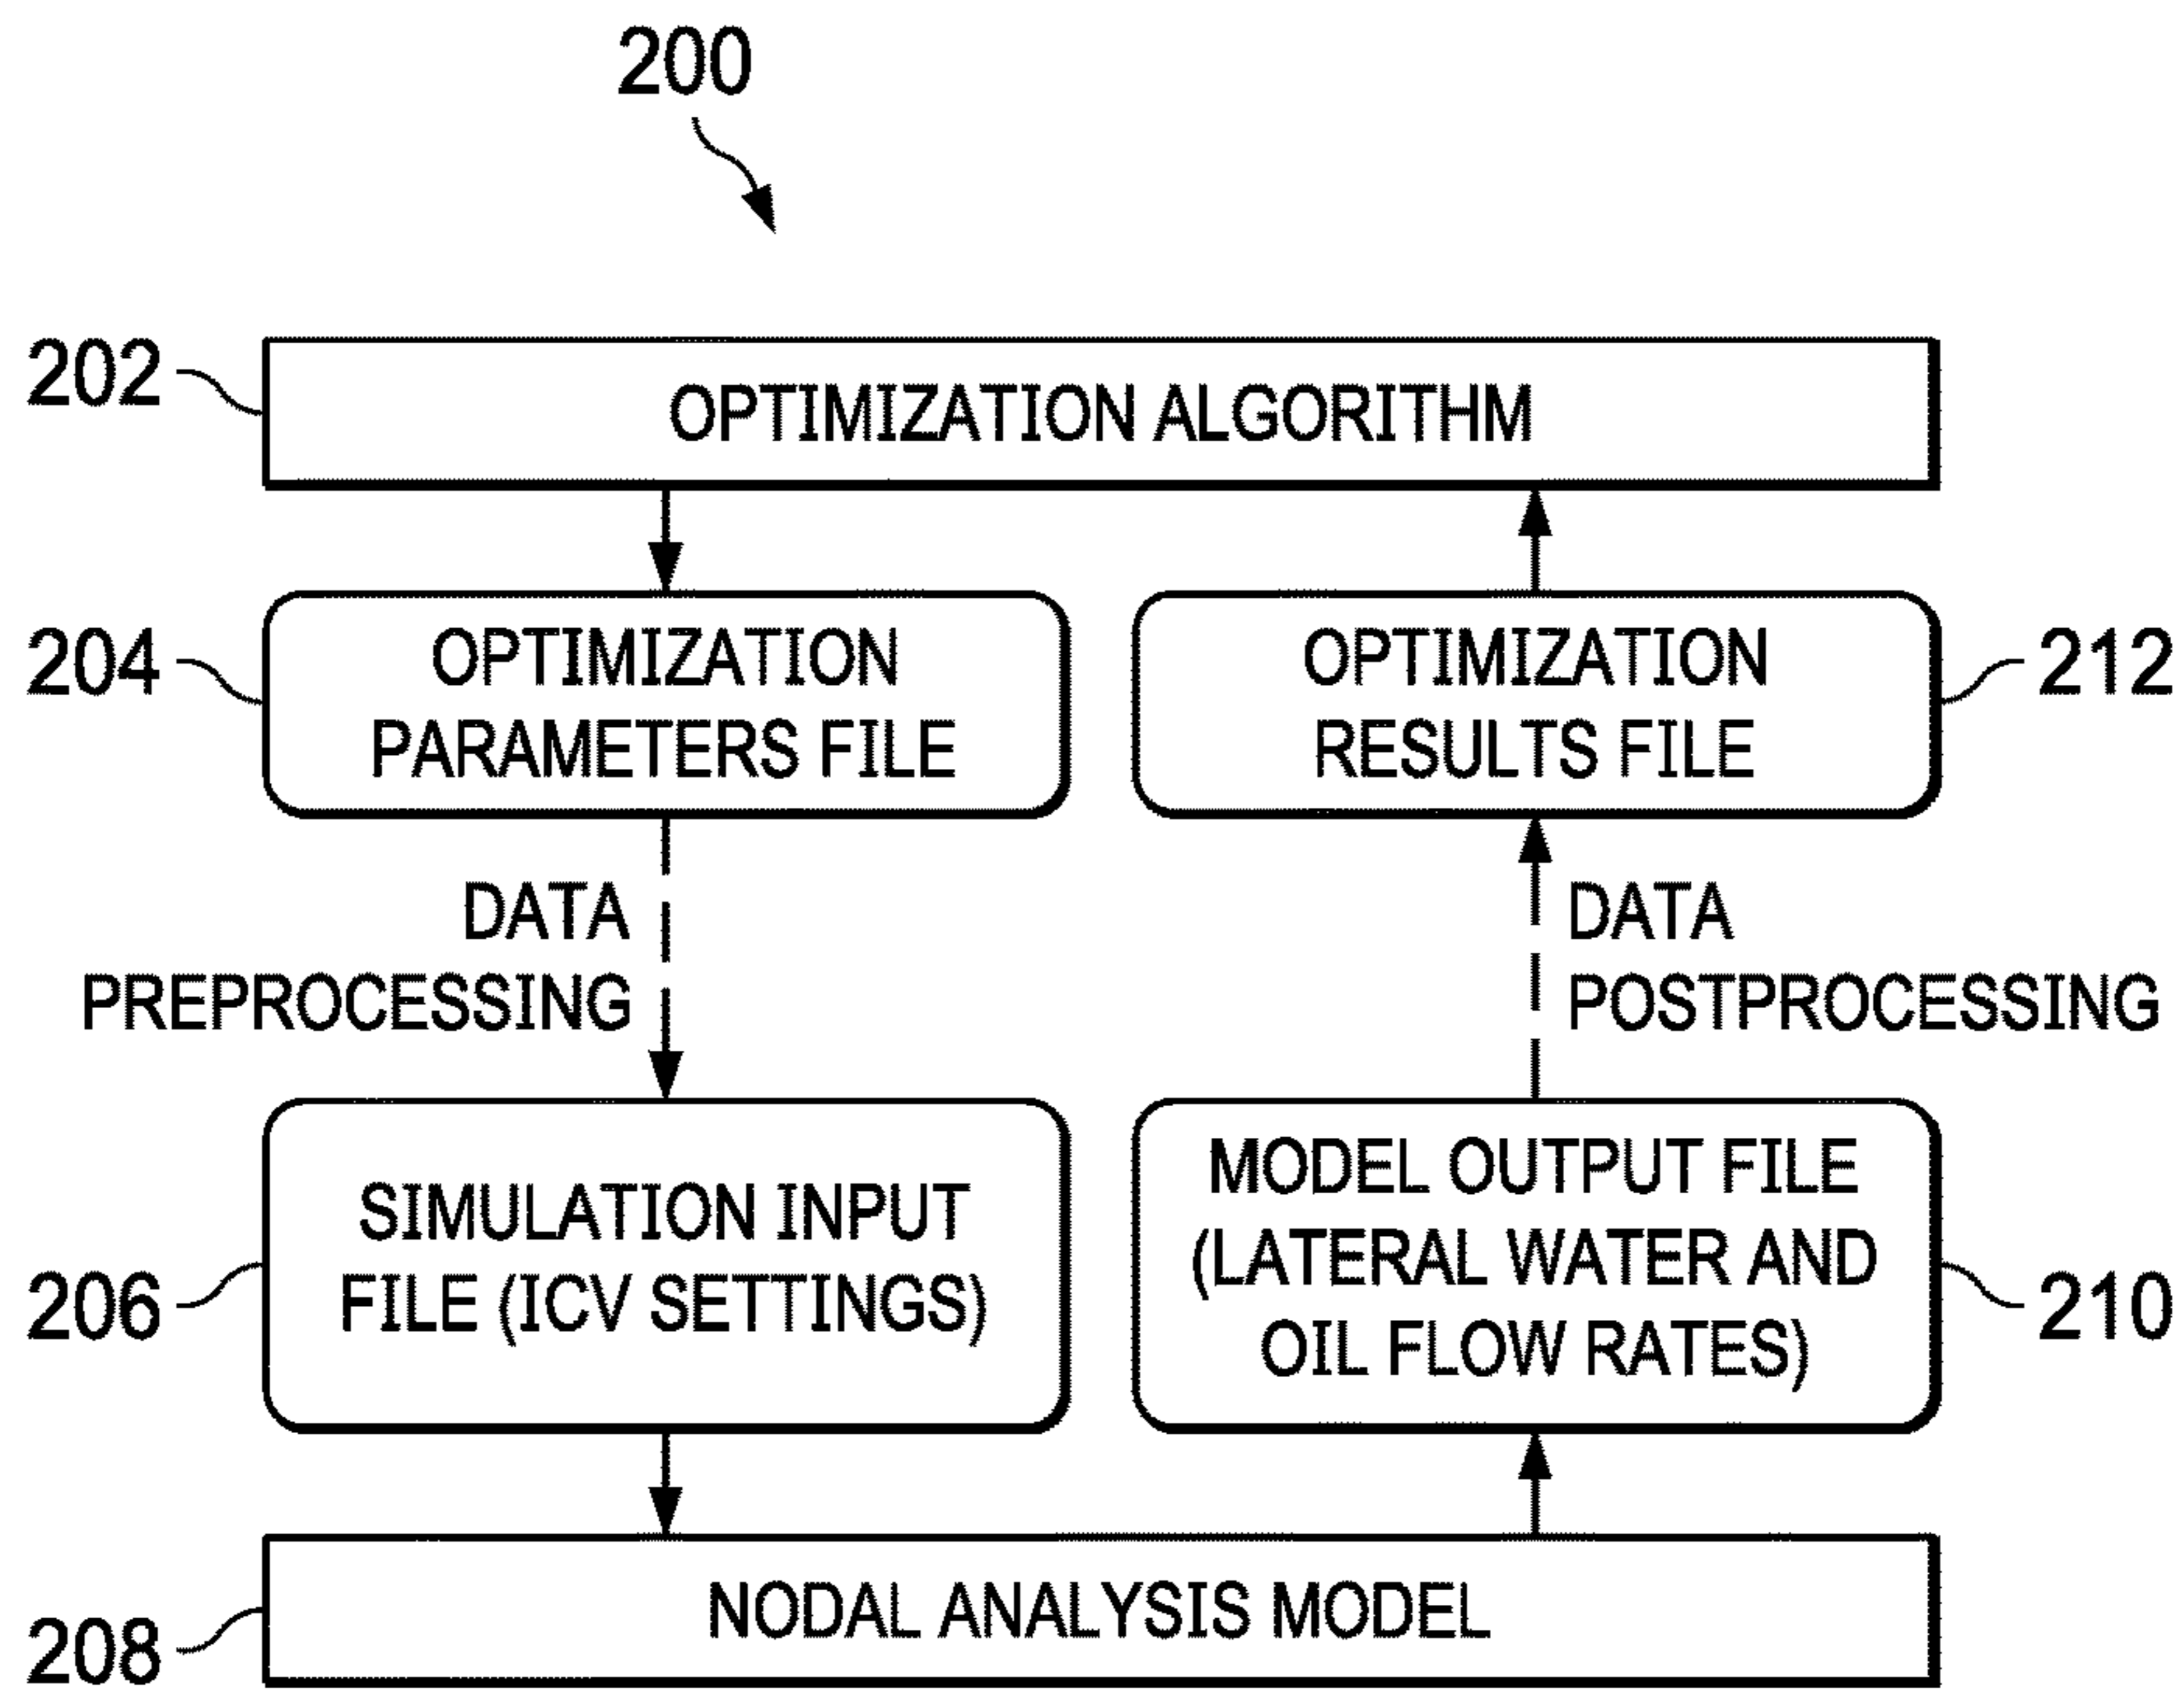 200
202
OPTIMIZATION ALGORITHM
204
OPTIMIZATION
PARAMETERS FILE
OPTIMIZATION
RESULTS FILE
212
DATA
PREPROCESSING
DATA
POSTPROCESSING
206
SIMULATION INPUT
FILE (ICV SETTINGS)
MODEL OUTPUT FILE
(LATERAL WATER AND
OIL FLOW RATES)
210
208
NODAL ANALYSIS MODEL